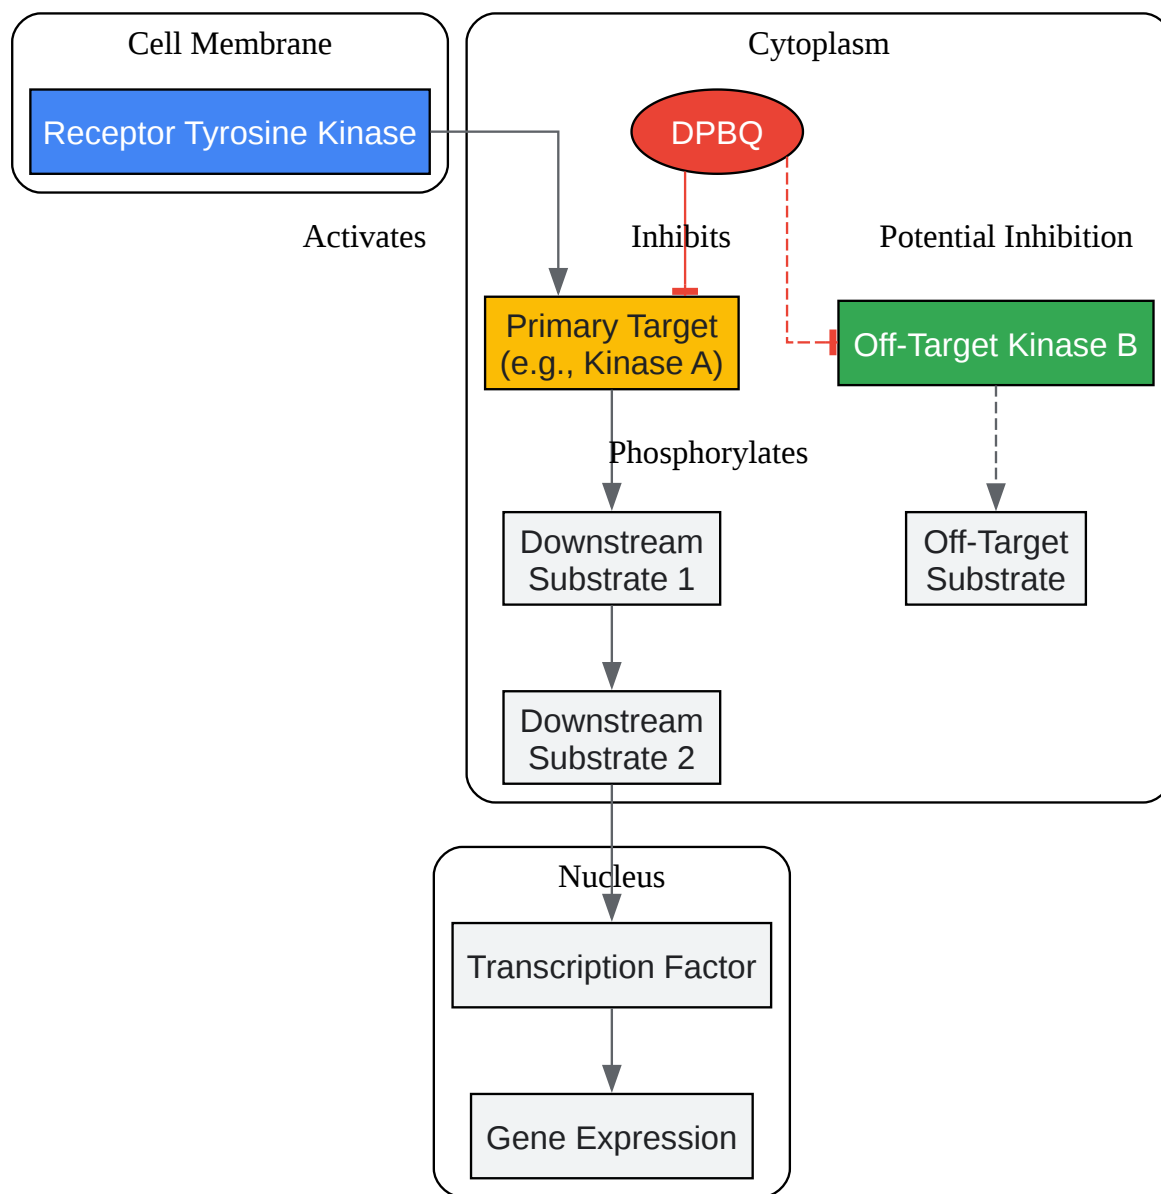 Cell Membrane
Cytoplasm
Receptor Tyrosine Kinase
DPBQ
Activates
Inhibits
Potential Inhibition
Primary Target
(e.g., Kinase A)
Off-Target Kinase B
Phosphorylates
Downstream
Substrate 1
Off-Target
Substrate
Downstream
Substrate 2
Nucleus
Transcription Factor
Gene Expression